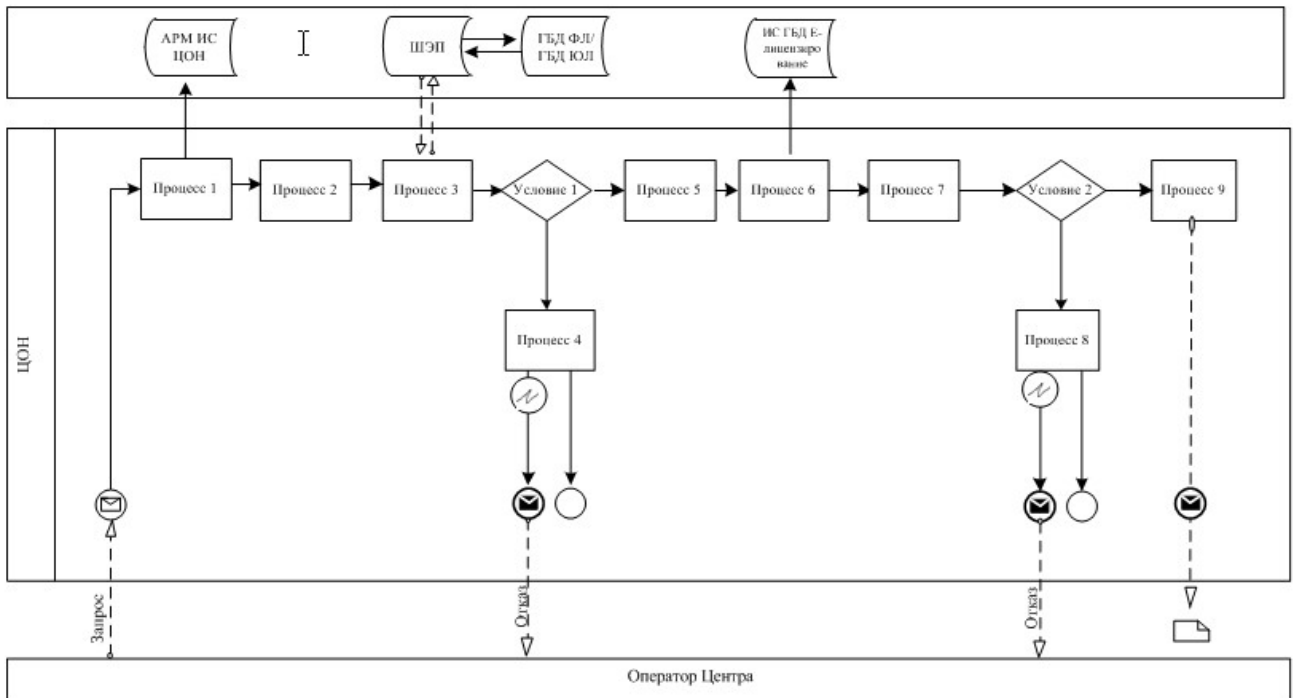 АРМ ИС
ЦОН
ШЭП
ГБД ФЛ/
ГБД ЮЛ
ИС ГБД Е-
лицензиро
вание
ЦОН
Процесс 1
Процесс 2
Процесс 3
Условие 1
Процесс 5
Процесс 6
Процесс 7
Условие 2
Процесс 9
Процесс 4
Процесс 8
Запрос
Отказ
Отказ
Оператор Центра